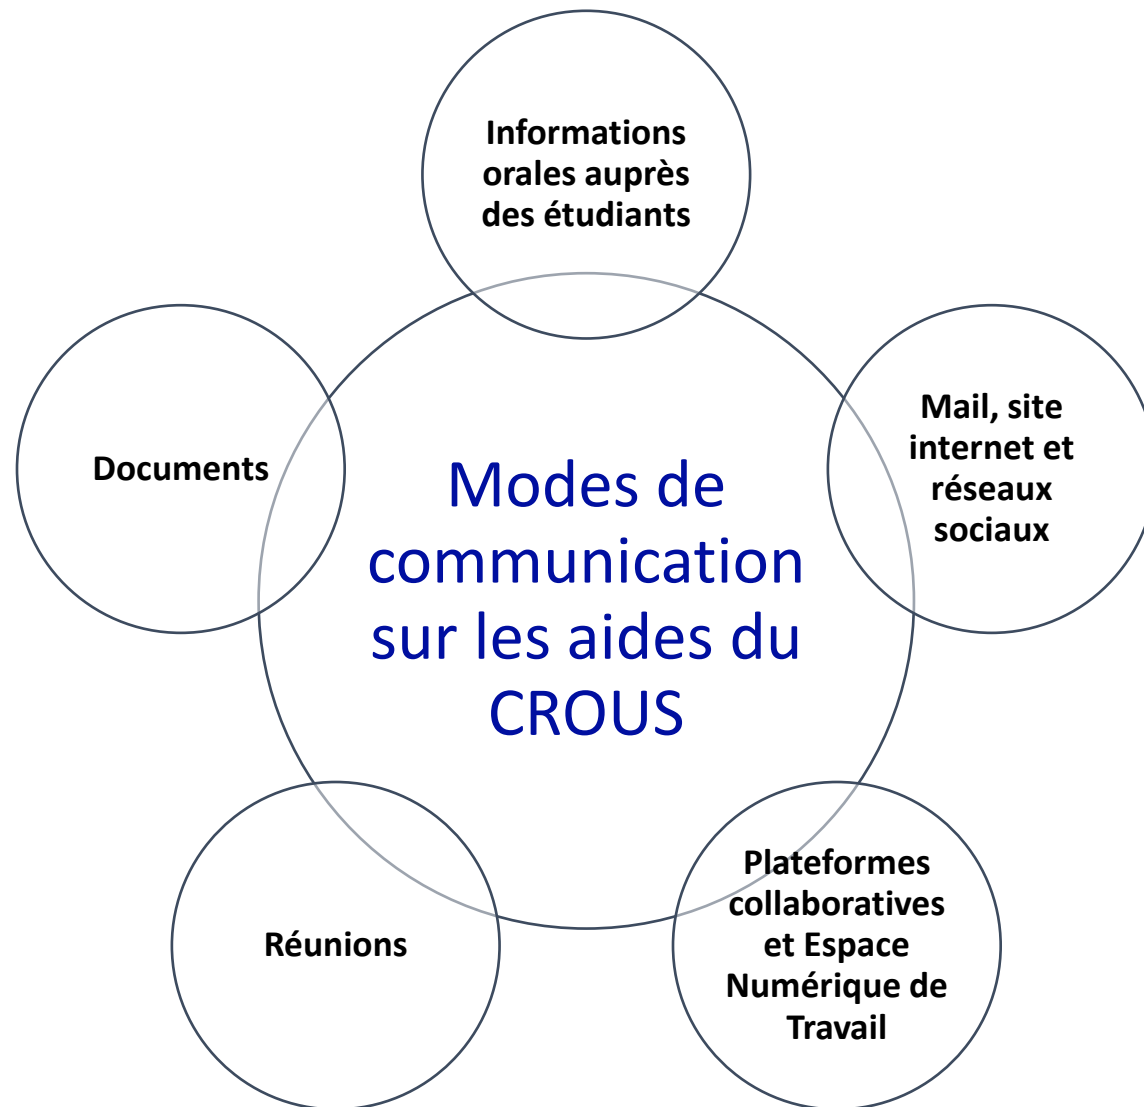 Informations
orales auprès
des étudiants
Mail, site
internet et
réseaux
sociaux
Documents
Modes de
communication
sur les aides du
CROUS
Plateformes
collaboratives
et Espace
Numérique de
Travail
Réunions